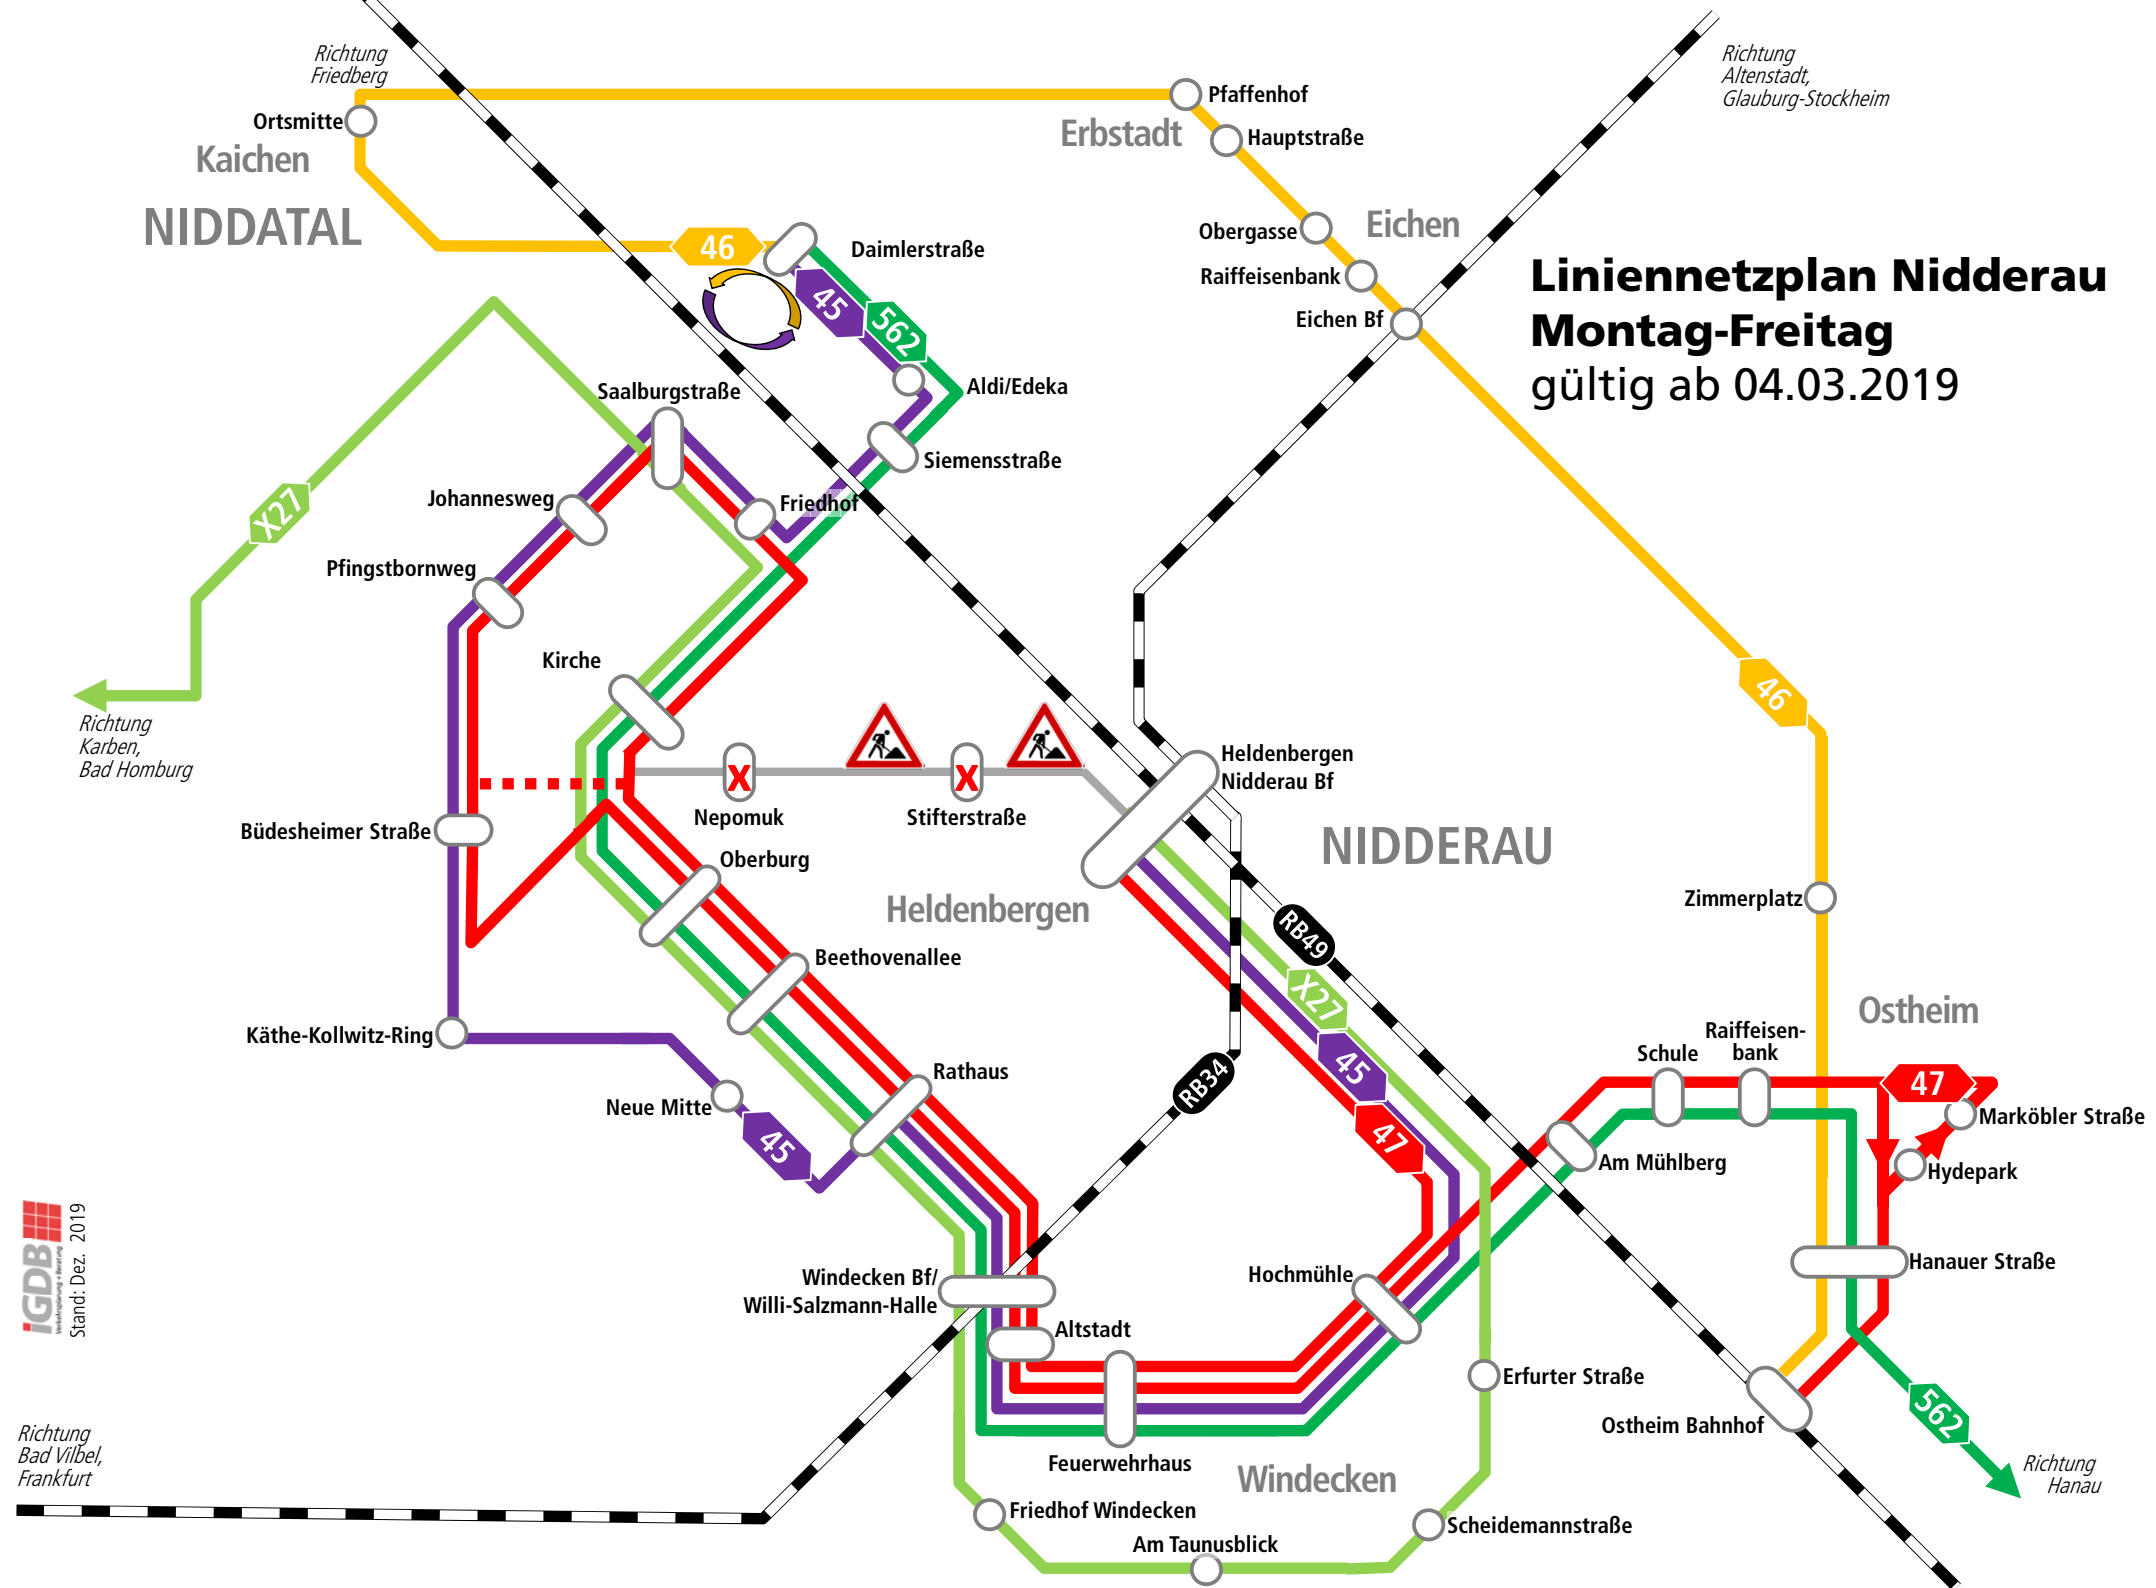 Richtung
Friedberg
Ortsmitte
Kaichen
NIDDATAL
Pfaffenhof
Erbstadt
Hauptstraße
Richtung
Altenstadt,
Glauburg-Stockheim
Obergasse
Eichen
Raiffeisenbank
Eichen Bf
Liniennetzplan Nidderau
Montag-Freitag
gültig ab 04.03.2019
46
Daimlerstraße
45
562
Aldi/Edeka
Siemensstraße
Saalburgstraße
Johannesweg
Friedhof
X27
Pfingstbornweg
Kirche
Richtung
Karben,
Bad Homburg
46
Heldenbergen
Nidderau Bf
X
Nepomuk
X
Stifterstraße
Büdesheimer Straße
Oberburg
NIDDERAU
Heldenbergen
Zimmerplatz
RB49
Beethovenallee
X27
Ostheim
Käthe-Kollwitz-Ring
Rathaus
45
RB34
Schule
Raiffeisen-
bank
47
Neue Mitte
45
47
Marköbler Straße
Am Mühlberg
Hydepark
iGDB
Verkehrsplanung + Beratung
Stand: Dez. 2019
Windecken Bf/
Willi-Salzmann-Halle
Hochmühle
Hanauer Straße
Altstadt
Erfurter Straße
Ostheim Bahnhof
562
Richtung
Bad Vilbel,
Frankfurt
Feuerwehrhaus
Windecken
Richtung
Hanau
Friedhof Windecken
Scheidemannstraße
Am Taunusblick